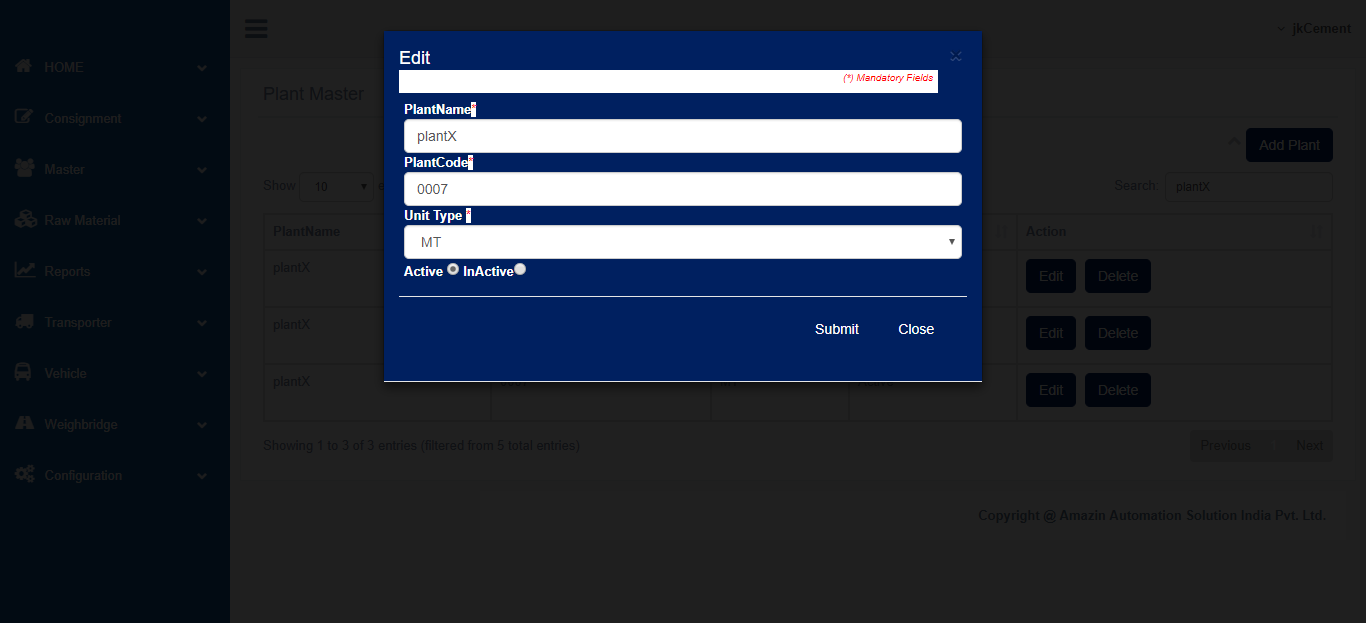 jkCement
HOME
Consignment
Master
Raw Material
Reports
Transporter
Vehicle
Weighbridge
Configuration
Plant Master
Add Plant
Show 10
Search: plantX
PlantName
Action
plantX
Edit Delete
plantX
Edit Delete
plantX
Edit Delete
Showing 1 to 3 of 3 entries (filtered from 5 total entries)
Previous Next
Copyright @ Amazin Automation Solution India Pvt. Ltd.
Edit
(*) Mandatory Fields
PlantName*
plantX
PlantCode*
0007
Unit Type *
MT
Active InActive
Submit Close